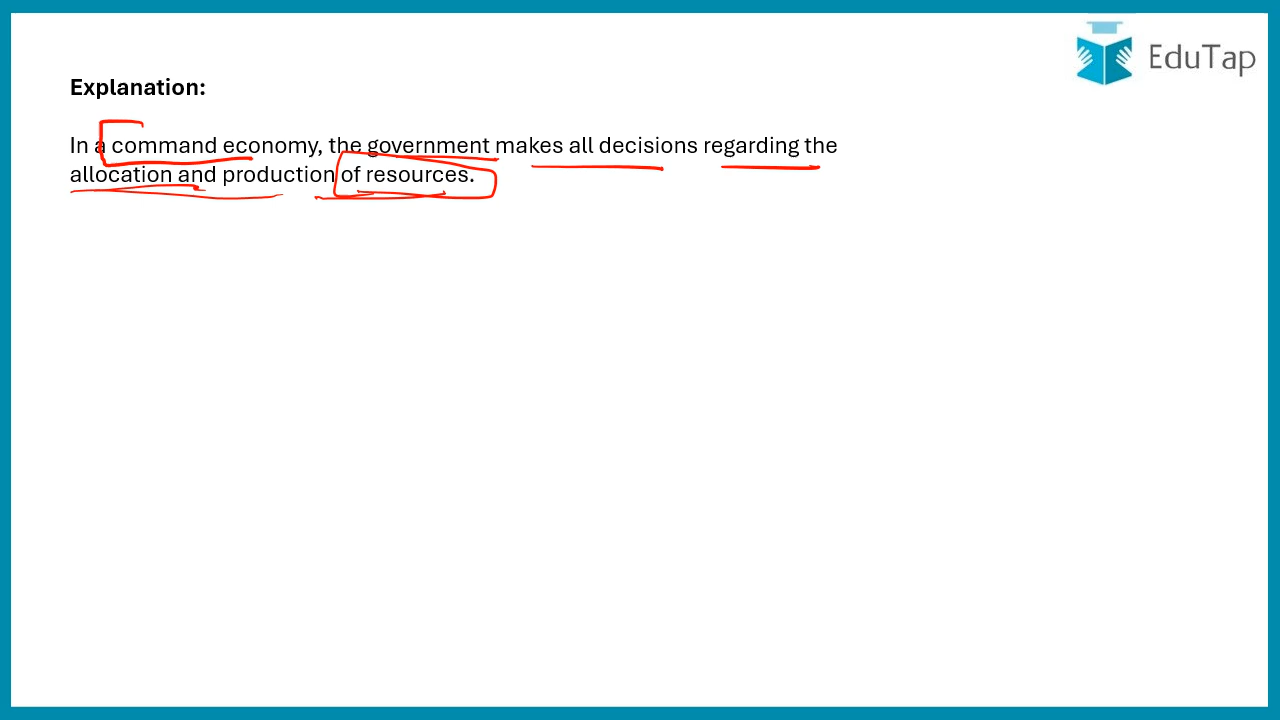 EduTap
Explanation:
In a command economy, the government makes all decisions regarding the
allocation and production of resources.